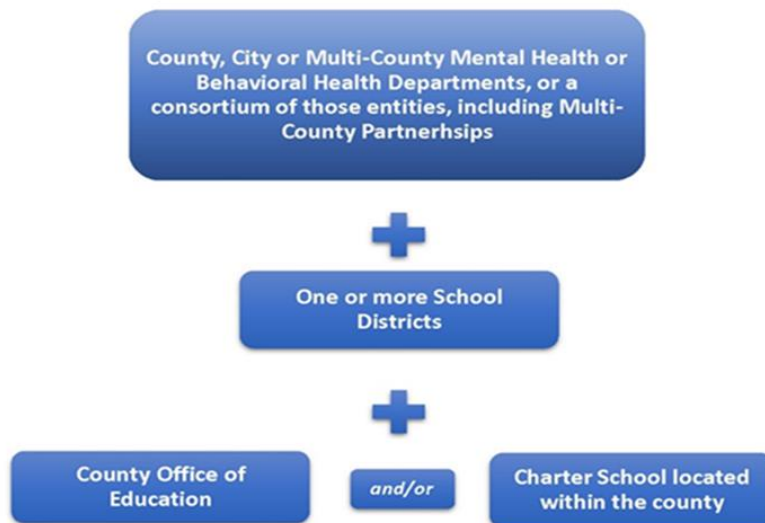 County, City or Multi-County Mental Health or
Behavioral Health Departments, or a
consortium of those entities, including Multi-
County Partnerhsips
One or more School
Districts
County Office of
Education
and/or
Charter School located
within the county